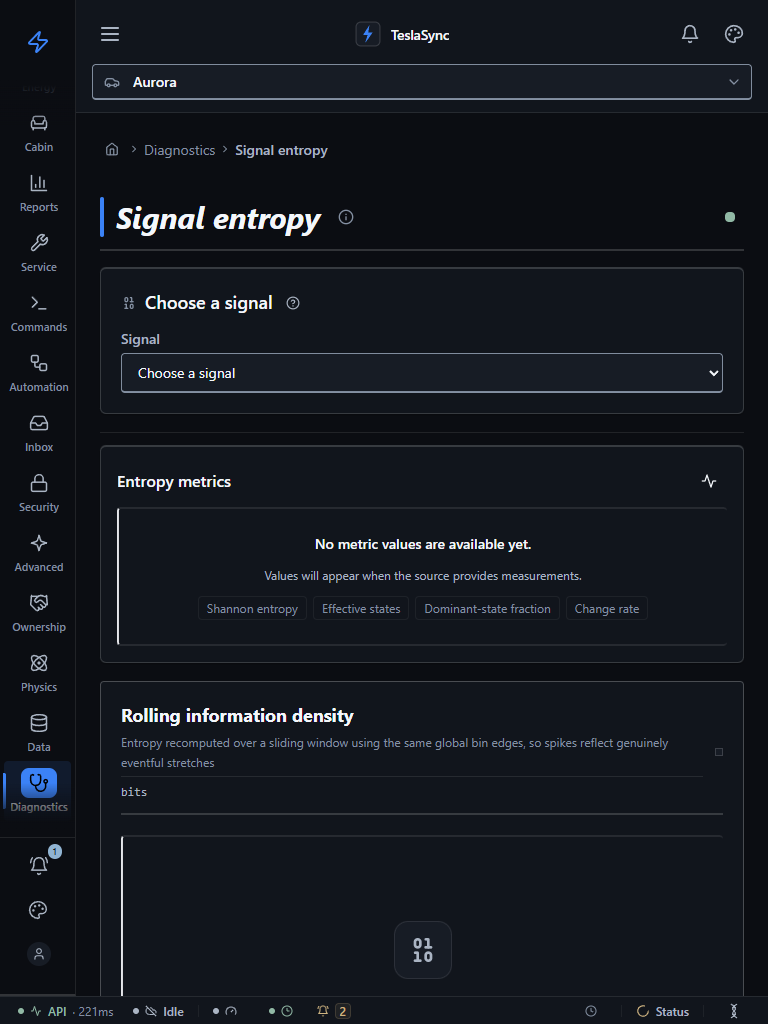 TeslaSync
Aurora
Cabin
Reports
Service
Commands
Automation
Inbox
Security
Advanced
Ownership
Physics
Data
Diagnostics
1
Diagnostics
Signal entropy
Signal entropy
01
10
Choose a signal
Signal
Choose a signal
Entropy metrics
No metric values are available yet.
Values will appear when the source provides measurements.
Shannon entropy
Effective states
Dominant-state fraction
Change rate
Rolling information density
Entropy recomputed over a sliding window using the same global bin edges, so spikes reflect genuinely
eventful stretches
bits
01
10
API · 221ms
Idle
2
Status